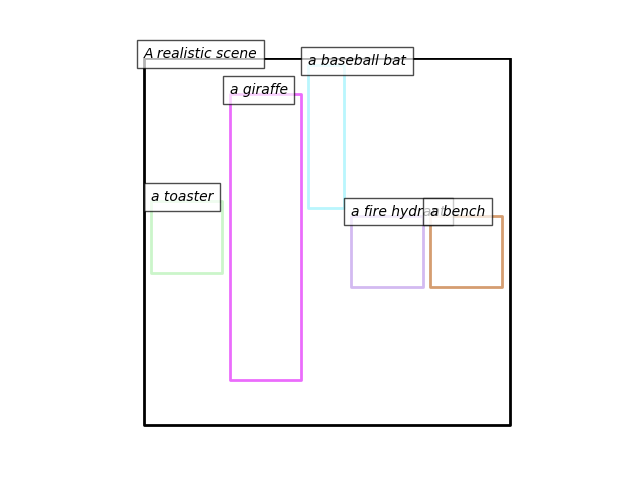 A realistic scene
a baseball bat
a giraffe
a toaster
a fire hydrant
a bench